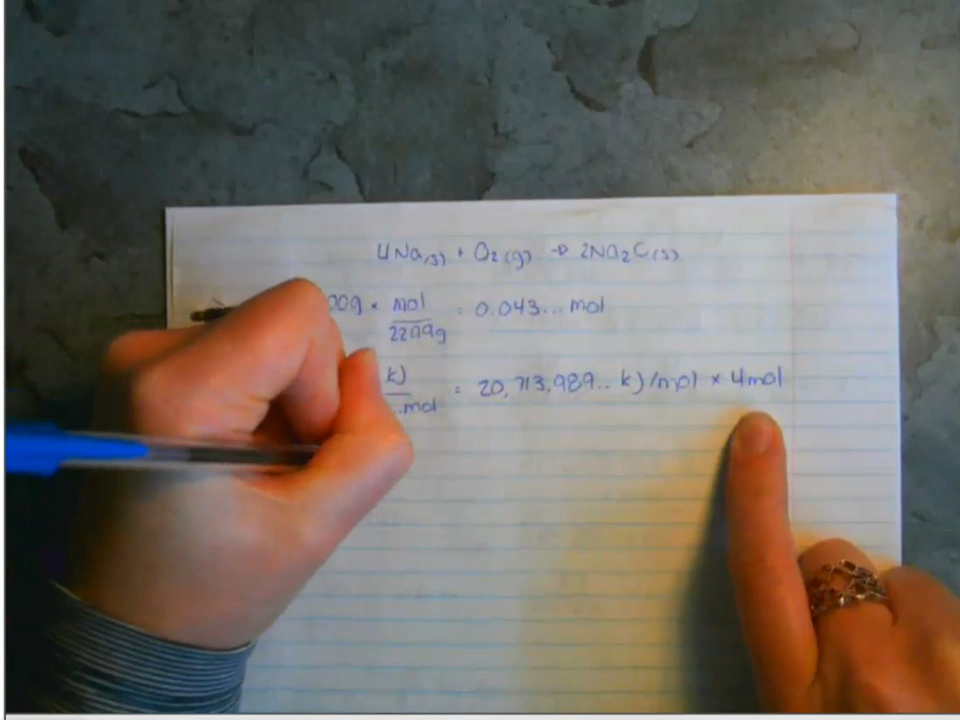 4Na(s) + O2(g) → 2Na2O(s)
00g × mol/22.99g = 0.043... mol
kJ/...mol = 20,713,989.. kJ/mol × 4mol